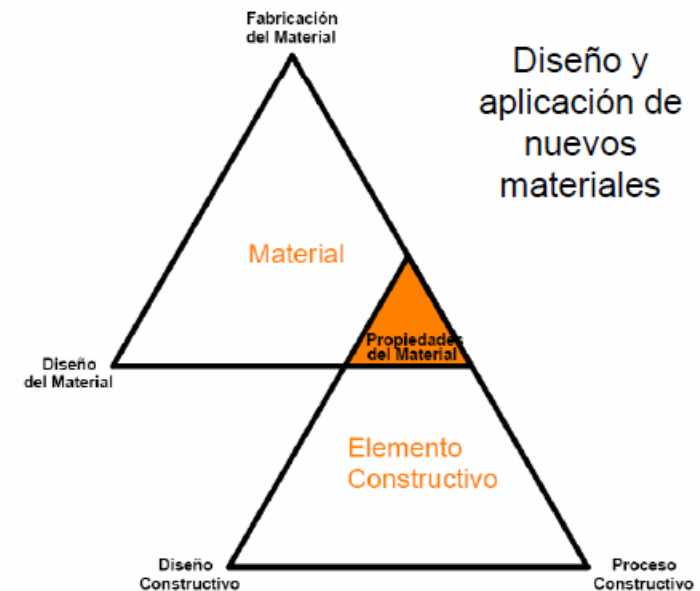 Fabricación
del Material
Diseño y
aplicación de
nuevos
materiales
Material
Propiedades
del Material
Diseño
del Material
Elemento
Constructivo
Diseño
Constructivo
Proceso
Constructivo